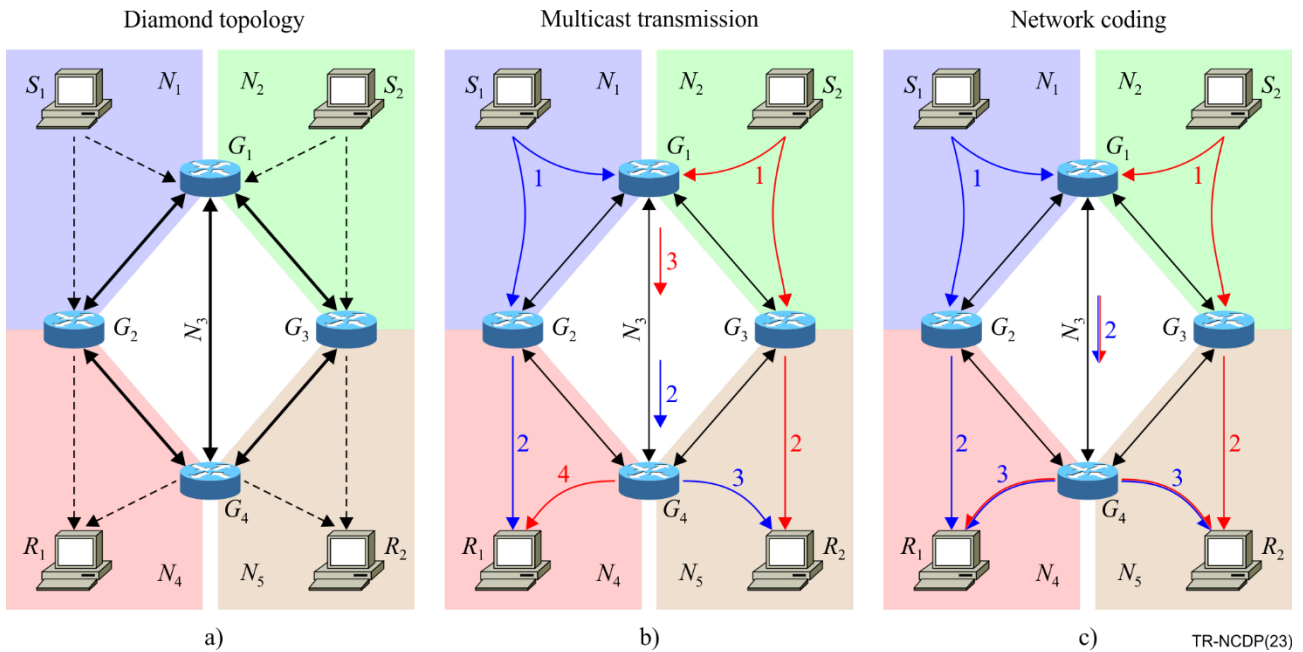 Diamond topology
S1 N1 N2 S2
G1
G2 N3 G3
G4
R1 N4 N5 R2
a)
Multicast transmission
S1 N1 N2 S2
G1
1 1
3
G2 N3 G3
2
2 2
4 3
G4
R1 N4 N5 R2
b)
Network coding
S1 N1 N2 S2
G1
1 1
G2 N3 2 G3
2 2
3 3
G4
R1 N4 N5 R2
c)
TR-NCDP(23)